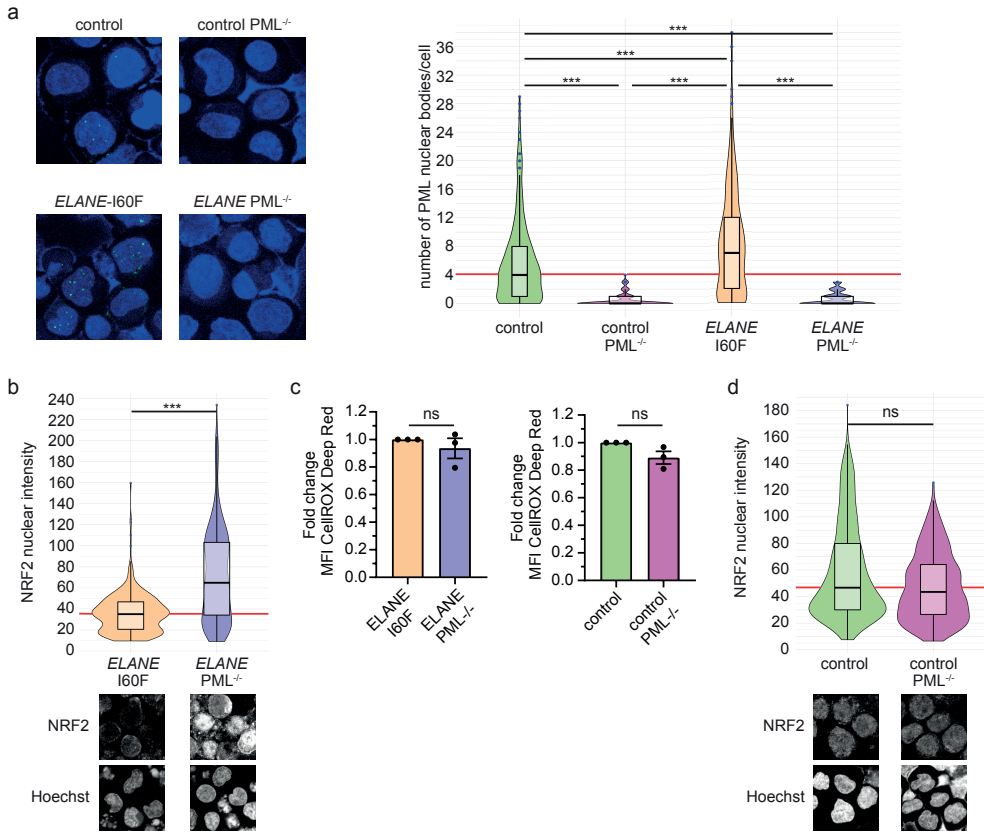 a
control
control PML-/-
ELANE-I60F
ELANE PML-/-
number of PML nuclear bodies/cell
36
32
28
24
20
16
12
8
4
0
***
***
***
***
***
control
control
PML-/-
ELANE
I60F
ELANE
PML-/-
b
NRF2 nuclear intensity
240
220
200
180
160
140
120
100
80
60
40
20
0
***
ELANE
I60F
ELANE
PML-/-
NRF2
Hoechst
c
Fold change
MFI CellROX Deep Red
1.2
1.0
0.8
0.6
0.4
0.2
0.0
ns
ELANE
I60F
ELANE
PML-/-
Fold change
MFI CellROX Deep Red
1.2
1.0
0.8
0.6
0.4
0.2
0.0
ns
control
control
PML-/-
d
NRF2 nuclear intensity
180
160
140
120
100
80
60
40
20
0
ns
control
control
PML-/-
NRF2
Hoechst